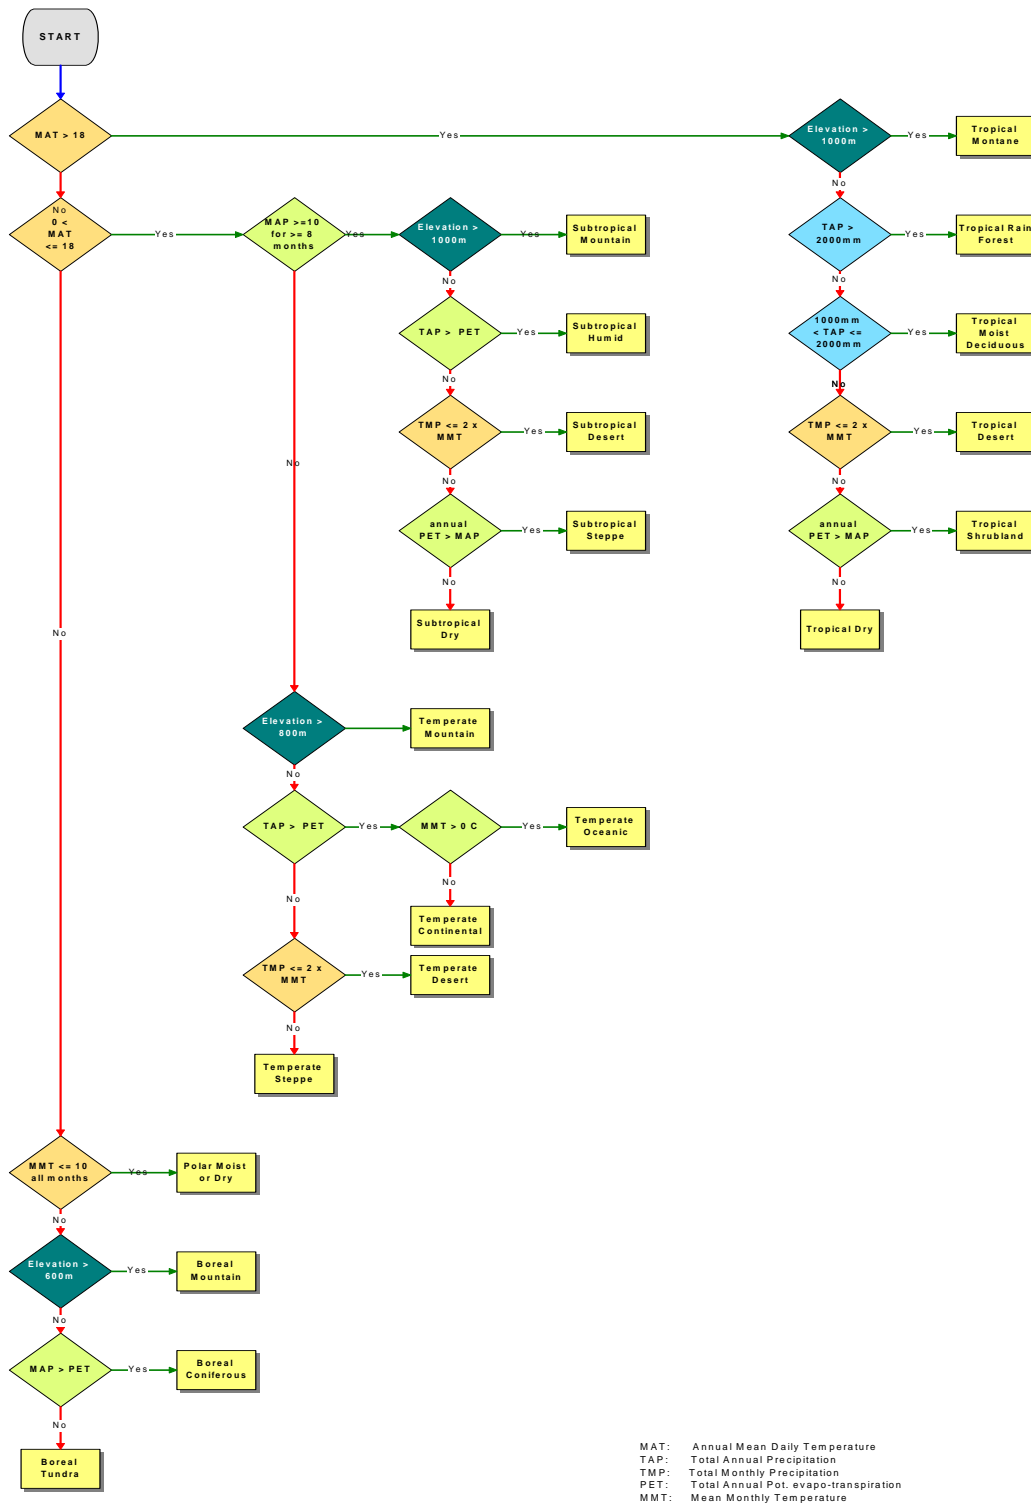 START
MAT > 18
Yes
Elevation >
1000m
Yes
Tropical
Montane
No
No
0 <
MAT
<= 18
Yes
MAP >=10
for >= 8
months
Yes
Elevation >
1000m
Yes
Subtropical
Mountain
TAP >
2000mm
Yes
Tropical Rain
Forest
No
No
TAP > PET
Yes
Subtropical
Humid
1000mm
< TAP <=
2000mm
Yes
Tropical
Moist
Deciduous
No
No
TMP <= 2 x
MMT
Yes
Subtropical
Desert
TMP <= 2 x
MMT
Yes
Tropical
Desert
No
No
No
annual
PET > MAP
Yes
Subtropical
Steppe
annual
PET > MAP
Yes
Tropical
Shrubland
No
No
Subtropical
Dry
Tropical Dry
No
Elevation >
800m
Temperate
Mountain
No
TAP > PET
Yes
MMT > 0 C
Yes
Temperate
Oceanic
No
No
Temperate
Continental
TMP <= 2 x
MMT
Yes
Temperate
Desert
No
Temperate
Steppe
MMT <= 10
all months
Yes
Polar Moist
or Dry
No
Elevation >
600m
Yes
Boreal
Mountain
No
MAP > PET
Yes
Boreal
Coniferous
No
Boreal
Tundra
MAT: Annual Mean Daily Temperature
TAP: Total Annual Precipitation
TMP: Total Monthly Precipitation
PET: Total Annual Pot. evapo-transpiration
MMT: Mean Monthly Temperature